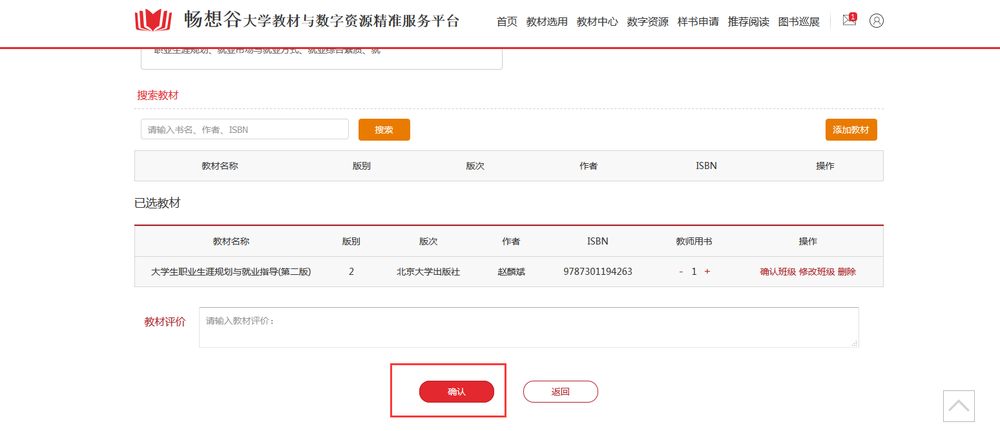 畅想谷大学教材与数字资源精准服务平台
首页 教材选用 教材中心 数字资源 样书申请 推荐阅读 图书巡展 1
职业生涯规划、就业市场与就业方式、就业综合素质、就
搜索教材
请输入书名、作者、ISBN 搜索 添加教材
教材名称 版别 版次 作者 ISBN 操作
已选教材
教材名称 版别 版次 作者 ISBN 教师用书 操作
大学生职业生涯规划与就业指导(第二版) 2 北京大学出版社 赵麟斌 9787301194263 - 1 + 确认班级 修改班级 删除
教材评价 请输入教材评价：
确认 返回